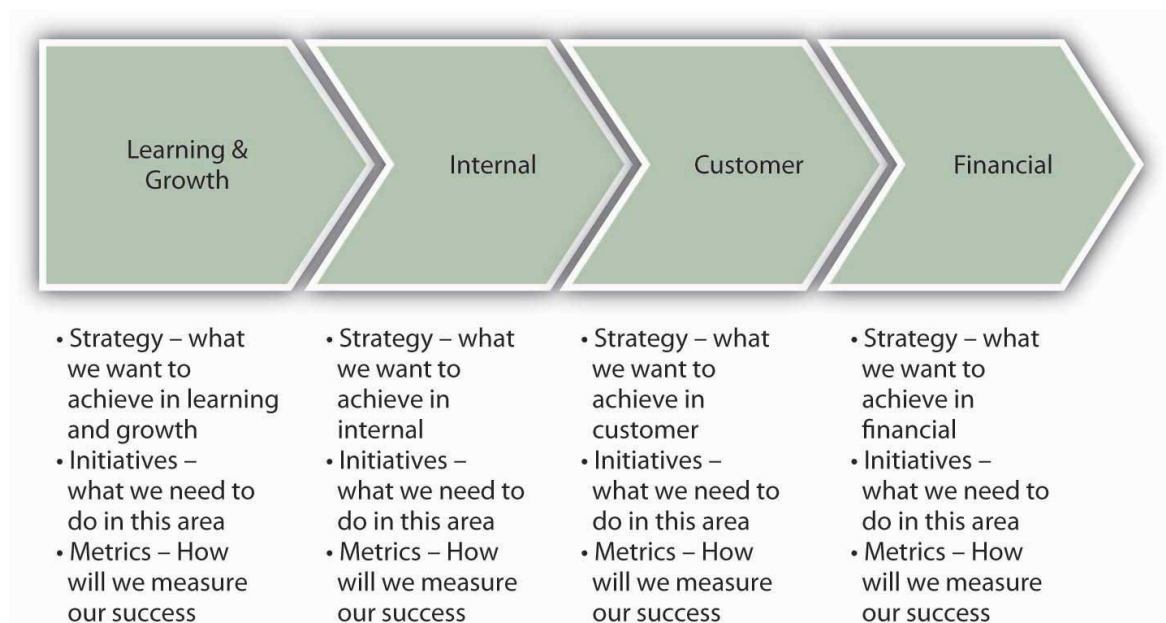 Learning &
Growth
Internal
Customer
Financial
• Strategy – what
we want to
achieve in learning
and growth
• Initiatives –
what we need to
do in this area
• Metrics – How
will we measure
our success
• Strategy – what
we want to
achieve in
internal
• Initiatives –
what we need to
do in this area
• Metrics – How
will we measure
our success
• Strategy – what
we want to
achieve in
customer
• Initiatives –
what we need to
do in this area
• Metrics – How
will we measure
our success
• Strategy – what
we want to
achieve in
financial
• Initiatives –
what we need to
do in this area
• Metrics – How
will we measure
our success